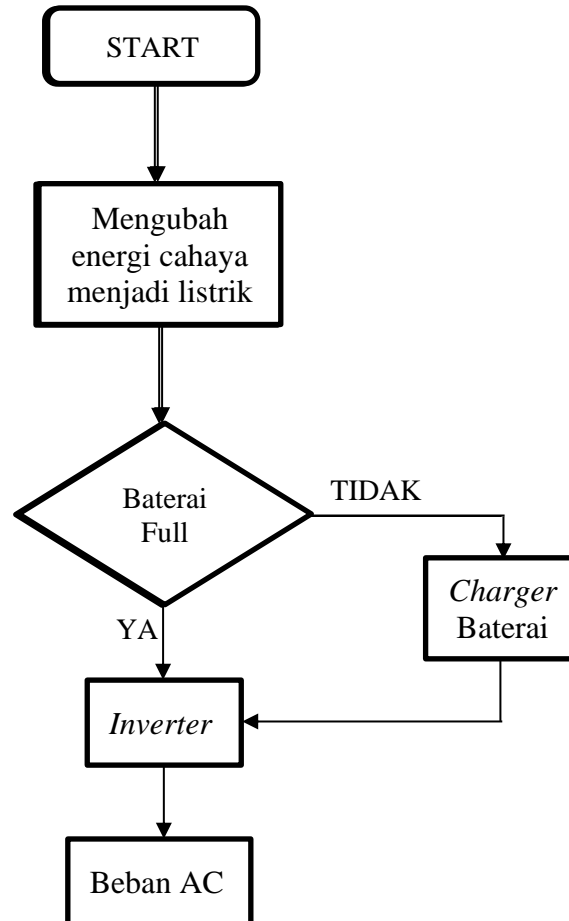 START
Mengubah
energi cahaya
menjadi listrik
Baterai
Full
TIDAK
Charger
Baterai
YA
Inverter
Beban AC